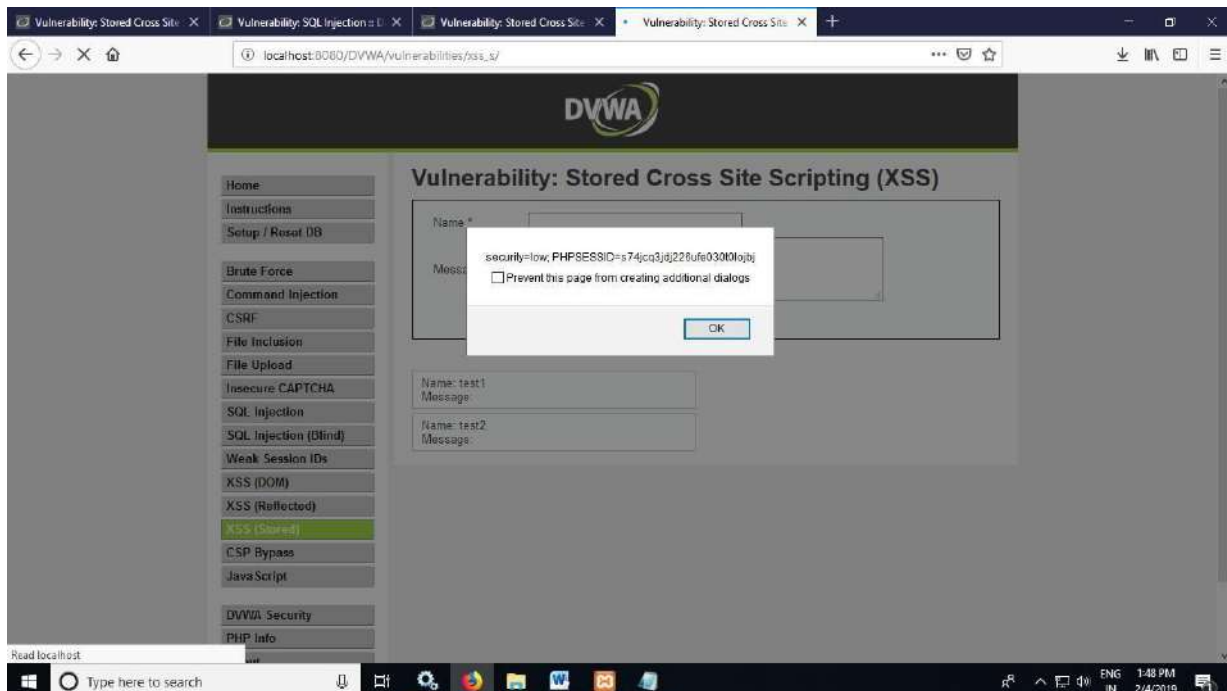 Vulnerability: Stored Cross Site
Vulnerability: SQL Injection :: D
Vulnerability: Stored Cross Site
Vulnerability: Stored Cross Site
localhost:8080/DVWA/vulnerabilities/xss_s/
DVWA
Vulnerability: Stored Cross Site Scripting (XSS)
Home
Instructions
Setup / Reset DB
Brute Force
Command Injection
CSRF
File Inclusion
File Upload
Insecure CAPTCHA
SQL Injection
SQL Injection (Blind)
Weak Session IDs
XSS (DOM)
XSS (Reflected)
XSS (Stored)
CSP Bypass
JavaScript
DVWA Security
PHP Info
Name *
Messa
security=low; PHPSESSID=s74jcq3jdj226ufe030t0lojbj
Prevent this page from creating additional dialogs
OK
Name: test1
Message:
Name: test2
Message:
Read localhost
Type here to search
ENG
IN
1:48 PM
2/4/2019